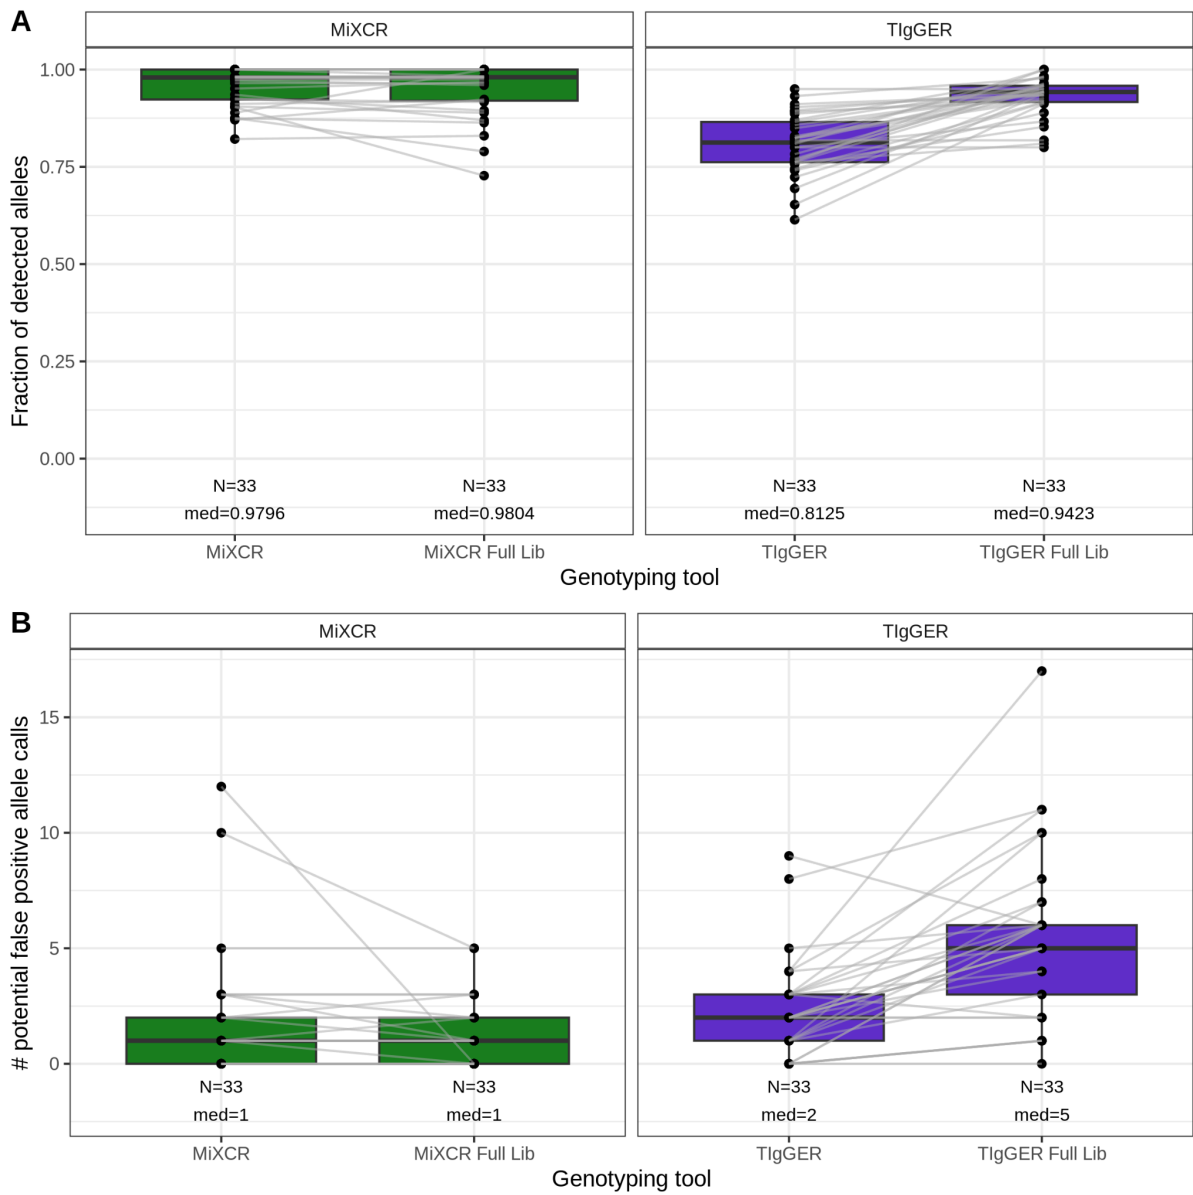 A
MiXCR
TIgGER
Fraction of detected alleles
1.00
0.75
0.50
0.25
0.00
N=33
N=33
N=33
N=33
med=0.9796
med=0.9804
med=0.8125
med=0.9423
MiXCR
MiXCR Full Lib
TIgGER
TIgGER Full Lib
Genotyping tool
B
MiXCR
TIgGER
# potential false positive allele calls
15
10
5
0
N=33
N=33
N=33
N=33
med=1
med=1
med=2
med=5
MiXCR
MiXCR Full Lib
TIgGER
TIgGER Full Lib
Genotyping tool